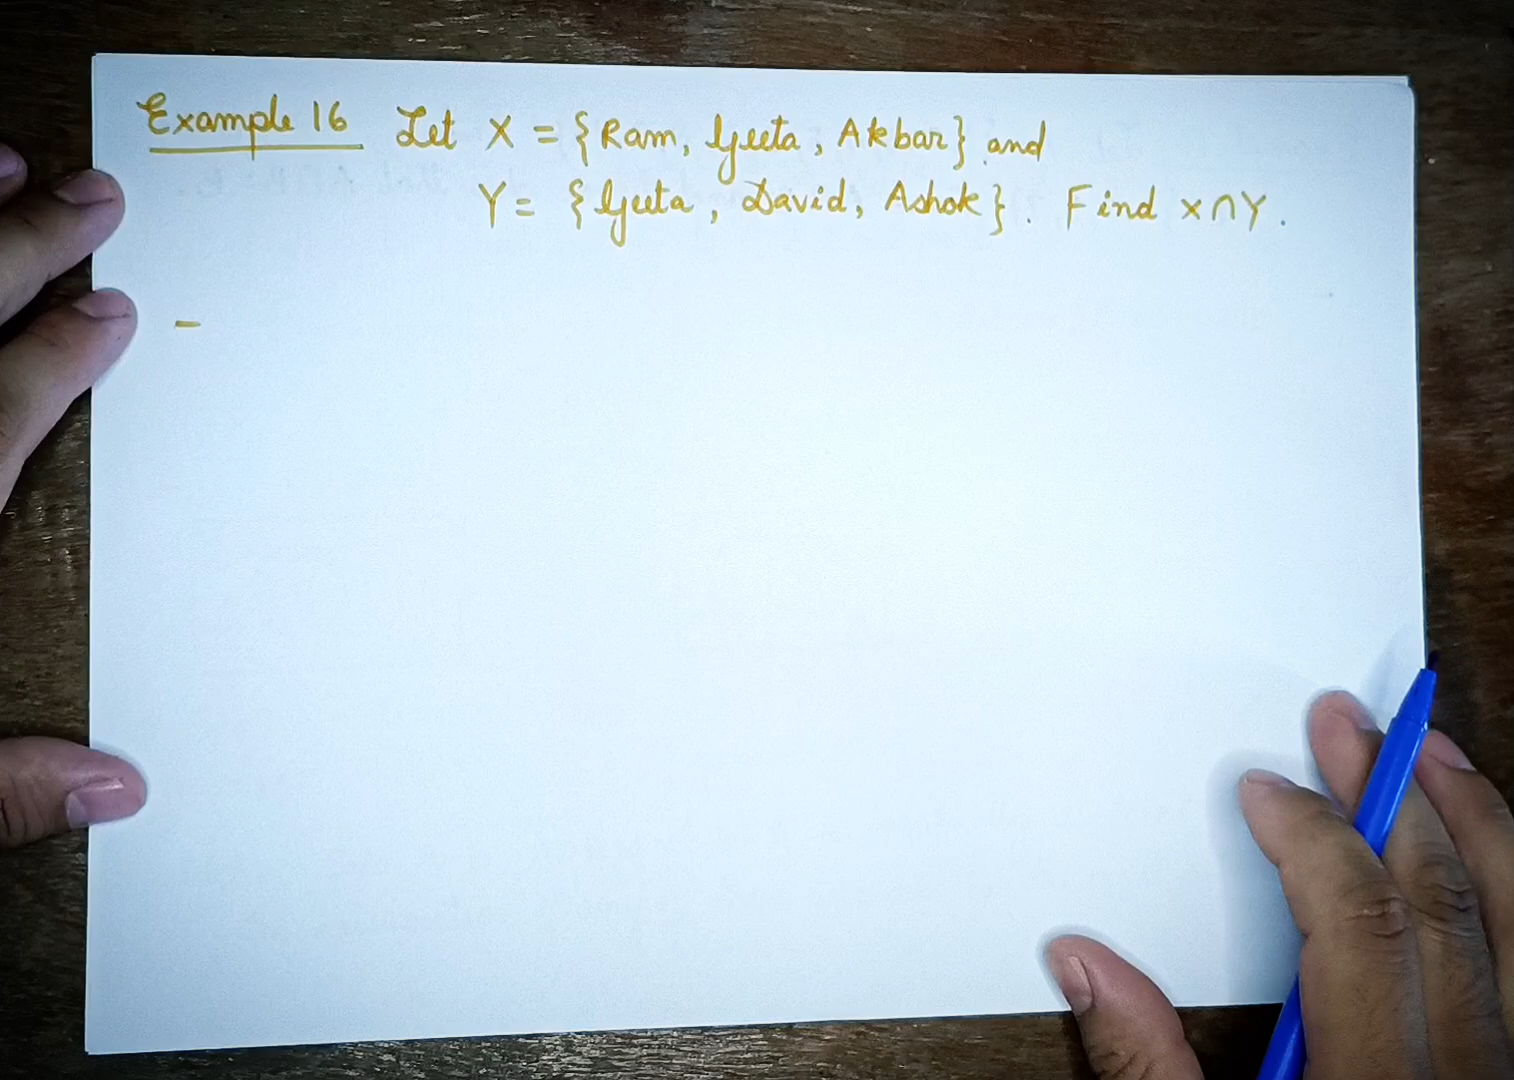 Example 16 Let X = {Ram, Geeta, Akbar} and
Y = {Geeta, David, Ashok}. Find X∩Y.
–